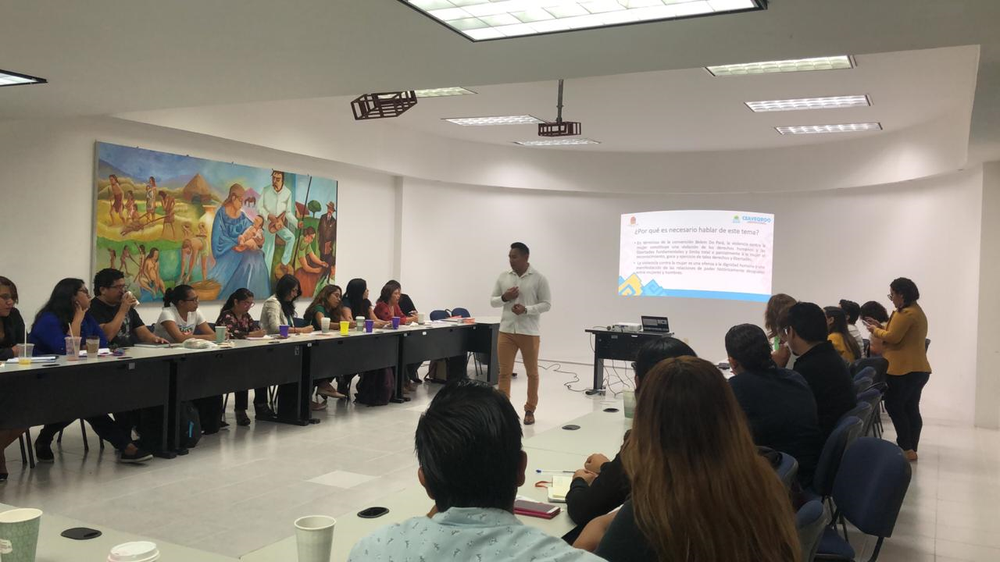 CEAVEQROO
¿Por qué es necesario hablar de este tema?
• En términos de la convención Belem Do Pará, la violencia contra la
mujer constituye una violación de los derechos humanos y las
libertades fundamentales y limita total o parcialmente a la mujer el
reconocimiento, goce y ejercicio de tales derechos y libertades.
• La violencia contra la mujer es una ofensa a la dignidad humana y una
manifestación de las relaciones de poder históricamente desiguales
entre mujeres y hombres.